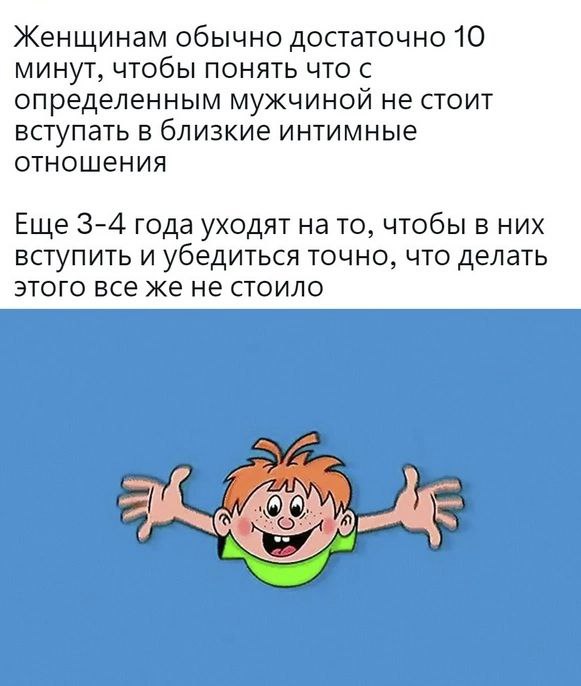 Женщинам обычно достаточно 10
минут, чтобы понять что с
определенным мужчиной не стоит
вступать в близкие интимные
отношения
Еще 3-4 года уходят на то, чтобы в них
вступить и убедиться точно, что делать
этого все же не стоило